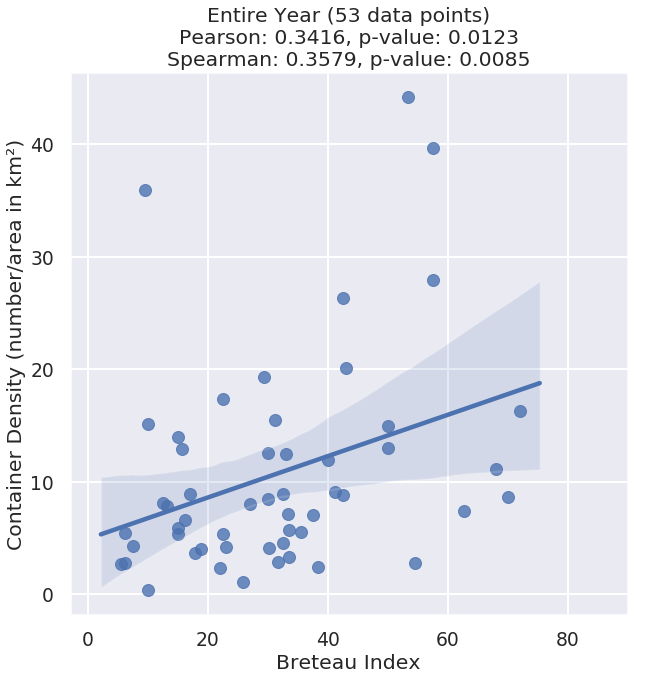 Entire Year (53 data points)
Pearson: 0.3416, p-value: 0.0123
Spearman: 0.3579, p-value: 0.0085
Container Density (number/area in km²)
40
30
20
10
0
0 20 40 60 80
Breteau Index